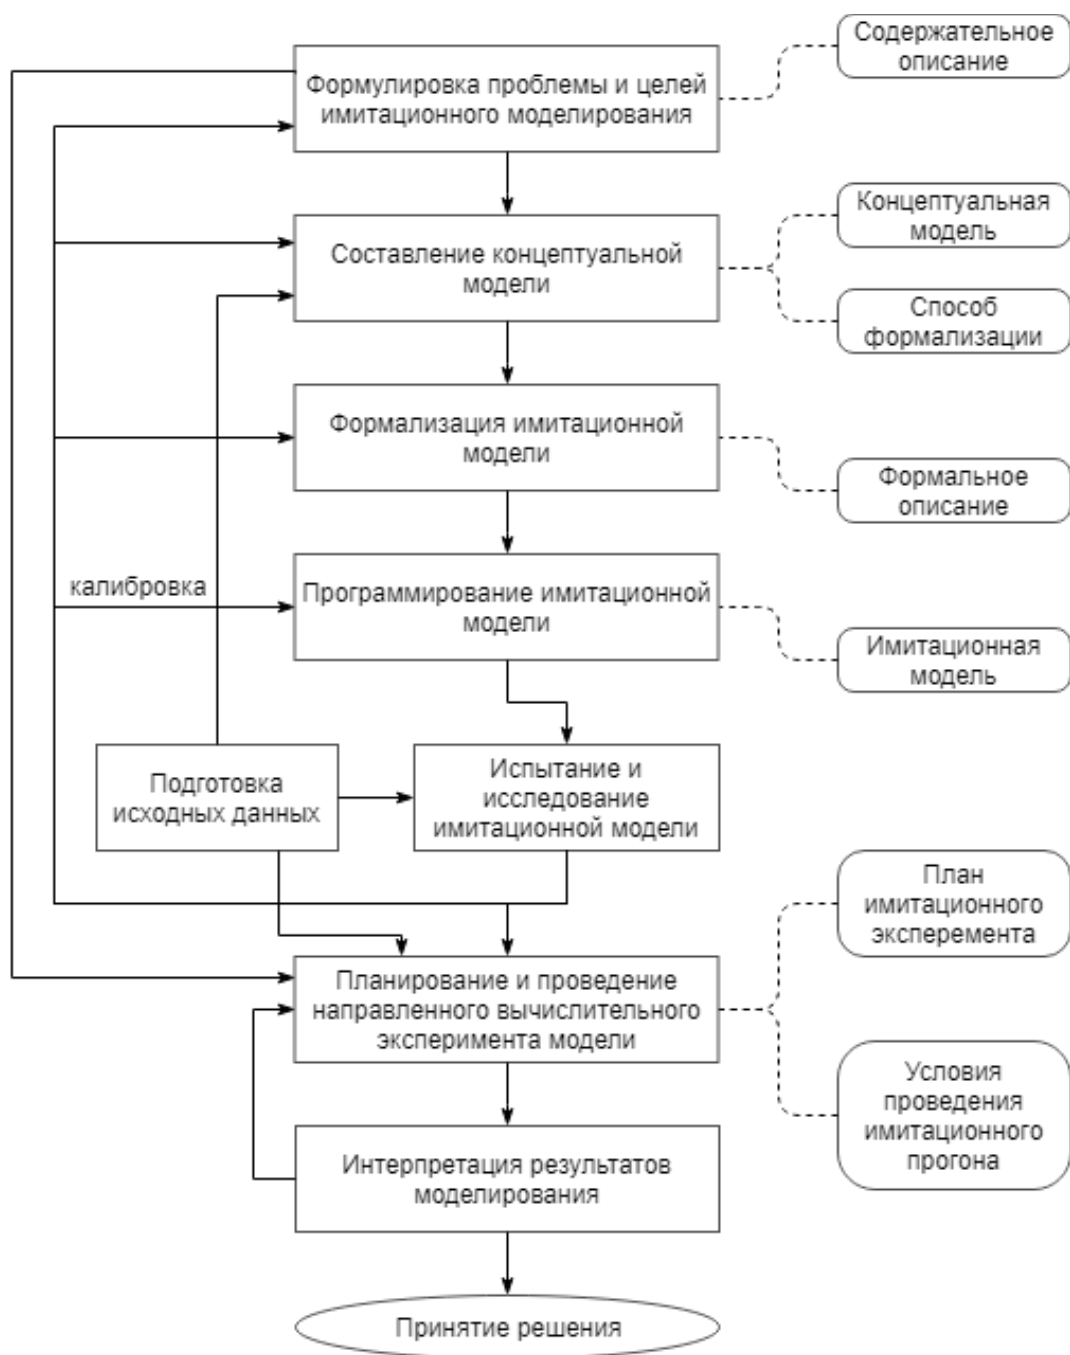 Содержательное
описание
Формулировка проблемы и целей
имитационного моделирования
Концептуальная
модель
Составление концептуальной
модели
Способ
формализации
Формализация имитационной
модели
Формальное
описание
калибровка
Программирование имитационной
модели
Имитационная
модель
Подготовка
исходных данных
Испытание и
исследование
имитационной модели
План
имитационного
эксперемента
Планирование и проведение
направленного вычислительного
эксперимента модели
Условия
проведения
имитационного
прогона
Интерпретация результатов
моделирования
Принятие решения